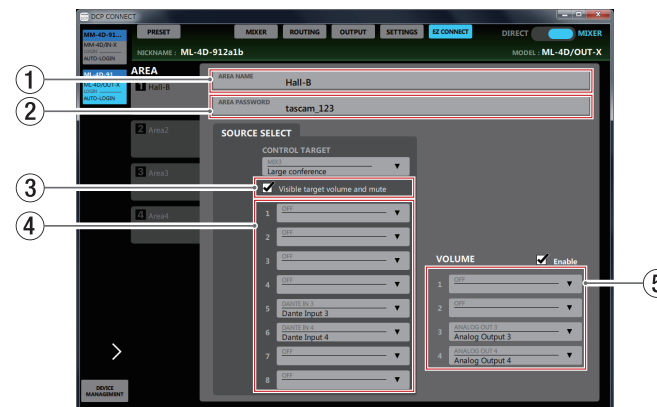 DCP CONNECT
MM-4D-91...
MM-4D/IN-X
LOGIN
AUTO-LOGIN
PRESET
MIXER
ROUTING
OUTPUT
SETTINGS
EZ CONNECT
DIRECT
MIXER
NICKNAME : ML-4D-912a1b
MODEL : ML-4D/OUT-X
ML-4D-91...
ML-4D/OUT-X
LOGIN
AUTO-LOGIN
AREA
1 Hall-B
2 Area2
3 Area3
4 Area4
1
AREA NAME
Hall-B
2
AREA PASSWORD
tascam_123
SOURCE SELECT
CONTROL TARGET
MIX3
Large conference
3
Visible target volume and mute
4
1 OFF
2 OFF
3 OFF
4 OFF
5 DANTE IN 3
Dante Input 3
6 DANTE IN 4
Dante Input 4
7 OFF
8 OFF
VOLUME
Enable
5
1 OFF
2 OFF
3 ANALOG OUT 3
Analog Output 3
4 ANALOG OUT 4
Analog Output 4
DEVICE
MANAGEMENT